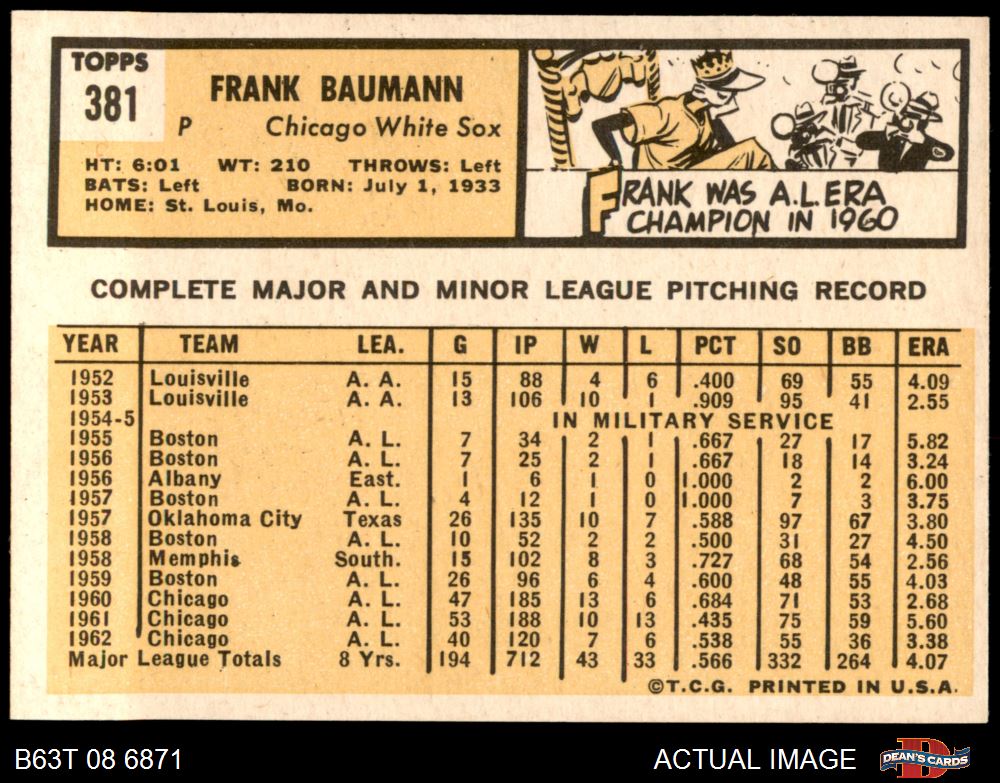 TOPPS
381
FRANK BAUMANN
P Chicago White Sox
HT: 6:01 WT: 210 THROWS: Left
BATS: Left BORN: July 1, 1933
HOME: St. Louis, Mo.
FRANK WAS A.L. ERA
CHAMPION IN 1960
COMPLETE MAJOR AND MINOR LEAGUE PITCHING RECORD
YEAR TEAM LEA. G IP W L PCT SO BB ERA
1952 Louisville A. A. 15 88 4 6 .400 69 55 4.09
1953 Louisville A. A. 13 106 10 1 .909 95 41 2.55
1954-5 IN MILITARY SERVICE
1955 Boston A. L. 7 34 2 1 .667 27 17 5.82
1956 Boston A. L. 7 25 2 1 .667 18 14 3.24
1956 Albany East. 1 6 1 0 1.000 2 2 6.00
1957 Boston A. L. 4 12 1 0 1.000 7 3 3.75
1957 Oklahoma City Texas 26 135 10 7 .588 97 67 3.80
1958 Boston A. L. 10 52 2 2 .500 31 27 4.50
1958 Memphis South. 15 102 8 3 .727 68 54 2.56
1959 Boston A. L. 26 96 6 4 .600 48 55 4.03
1960 Chicago A. L. 47 185 13 6 .684 71 53 2.68
1961 Chicago A. L. 53 188 10 13 .435 75 59 5.60
1962 Chicago A. L. 40 120 7 6 .538 55 36 3.38
Major League Totals 8 Yrs. 194 712 43 33 .566 332 264 4.07
©T.C.G. PRINTED IN U.S.A.
B63T 08 6871 ACTUAL IMAGE
DEAN'S CARDS